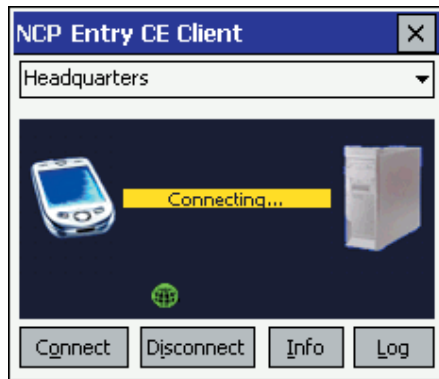 NCP Entry CE Client
Headquarters
Connecting...
Connect Disconnect Info Log